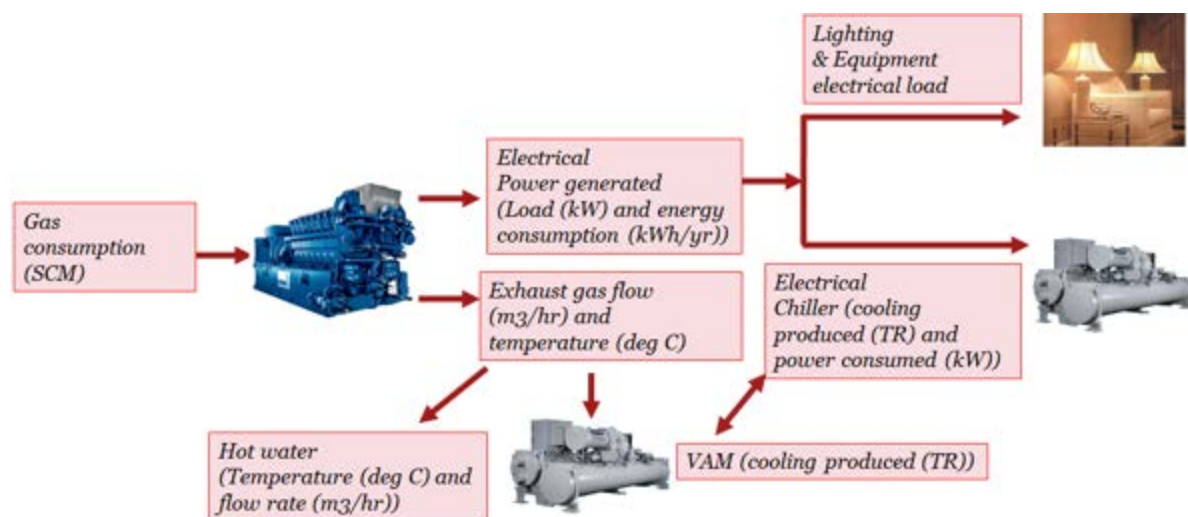 Lighting
& Equipment
electrical load
Electrical
Power generated
(Load (kW) and energy
consumption (kWh/yr))
Gas
consumption
(SCM)
Exhaust gas flow
(m3/hr) and
temperature (deg C)
Electrical
Chiller (cooling
produced (TR) and
power consumed (kW))
Hot water
(Temperature (deg C) and
flow rate (m3/hr))
VAM (cooling produced (TR))